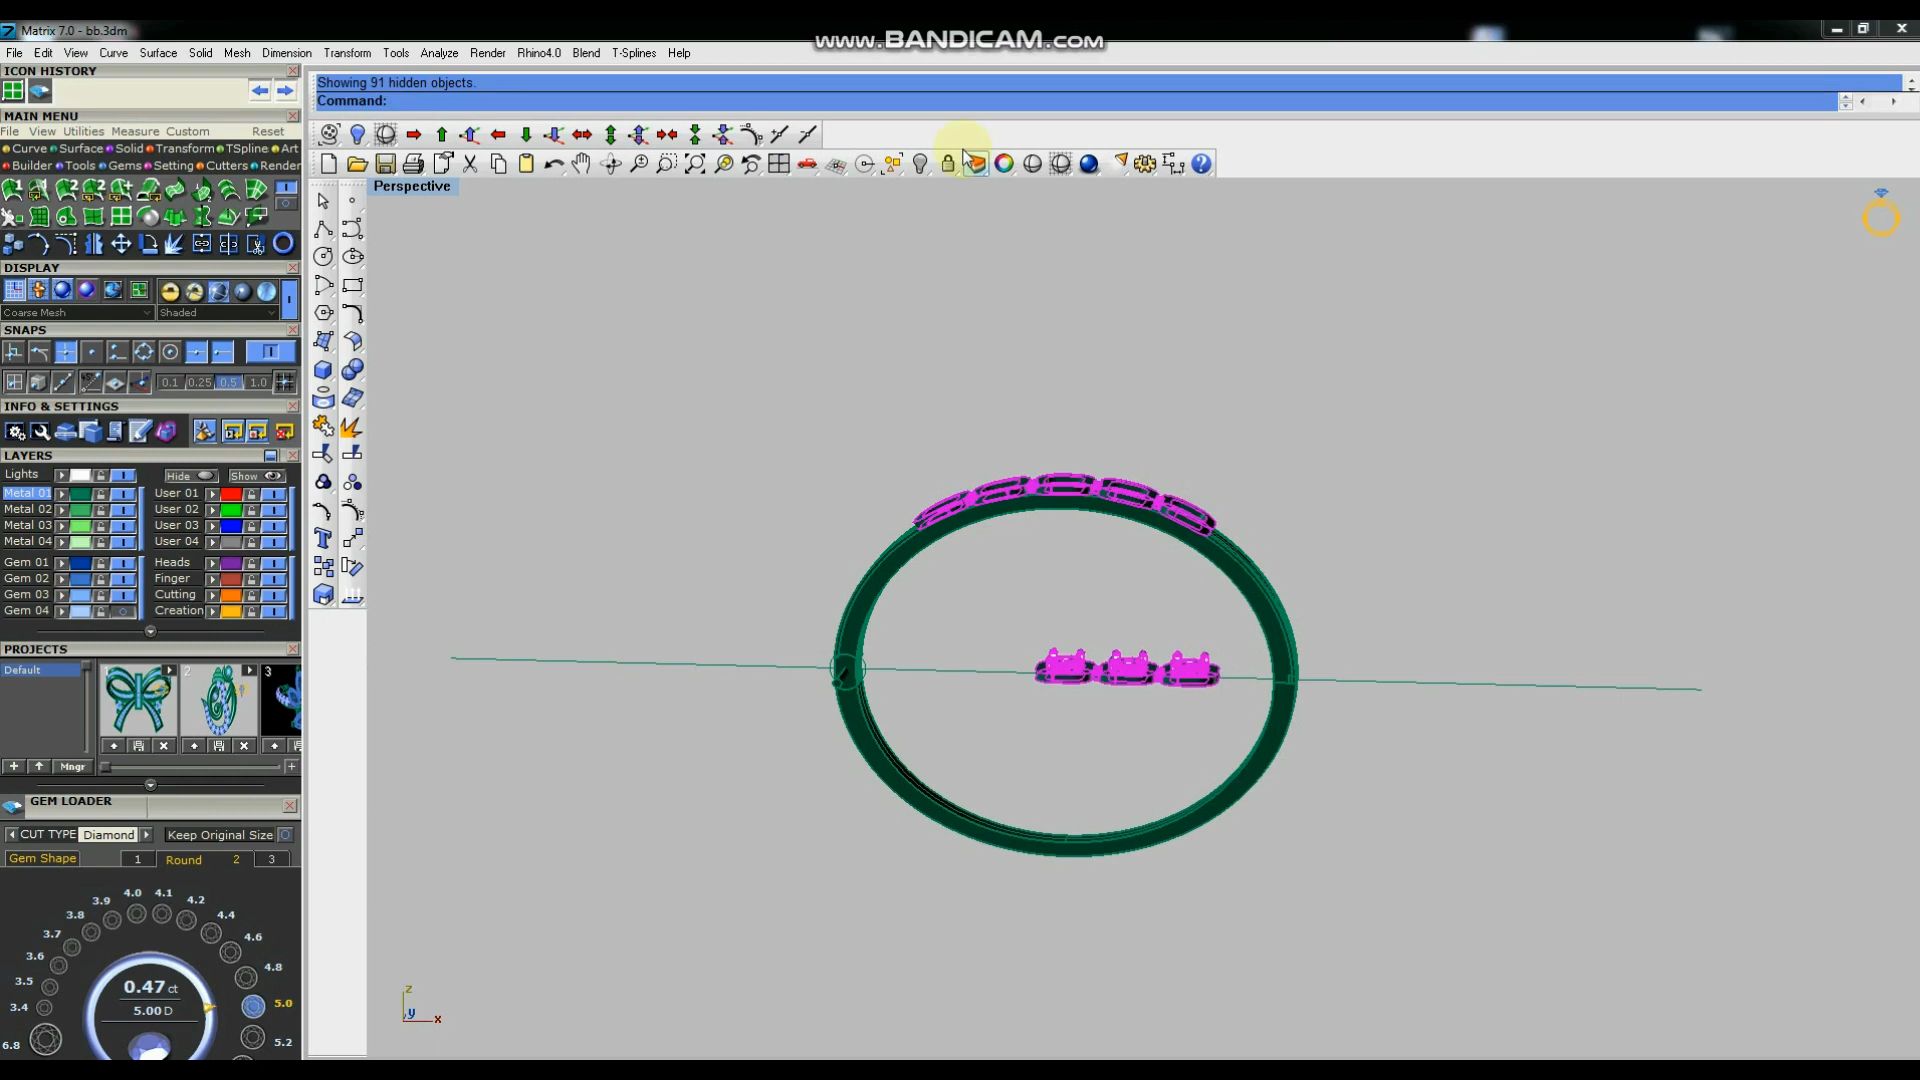 Matrix 7.0 - bb.3dm
www.BANDICAM.com
File Edit View Curve Surface Solid Mesh Dimension Transform Tools Analyze Render Rhino4.0 Blend T-Splines Help
ICON HISTORY
Showing 91 hidden objects.
Command:
MAIN MENU
File View Utilities Measure Custom Reset
Curve Surface Solid Transform TSpline Art
Builder Tools Gems Setting Cutters Render
Perspective
DISPLAY
Coarse Mesh Shaded
SNAPS
0.1 0.25 0.5 1.0
INFO & SETTINGS
LAYERS
Lights Hide Show
Metal 01 User 01
Metal 02 User 02
Metal 03 User 03
Metal 04 User 04
Gem 01 Heads
Gem 02 Finger
Gem 03 Cutting
Gem 04 Creation
PROJECTS
Default 1 2 3
Mngr
GEM LOADER
CUT TYPE Diamond Keep Original Size
Gem Shape 1 Round 2 3
4.0 4.1
3.9 4.2
3.8 4.4
3.7 4.6
3.6 4.8
3.5
3.4 5.0
0.47 ct
5.00 D
6.8 5.2
z
y x